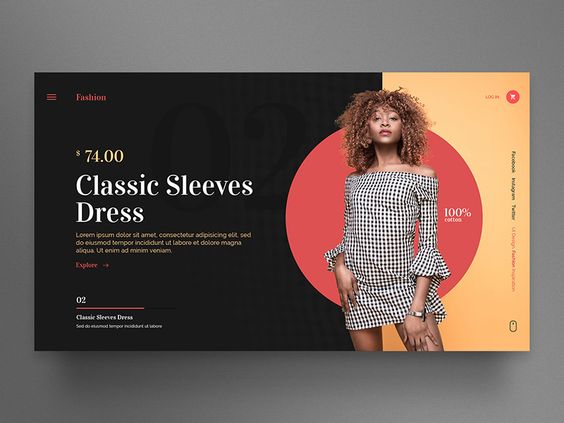 Fashion
LOG IN
02
$ 74.00
Classic Sleeves
Dress
Lorem ipsum dolor sit amet, consectetur adipiscing elit, sed
do eiusmod tempor incididunt ut labore et dolore magna
aliqua. Ut enim ad minim veniam.
Explore
100%
cotton
Facebook Instagram Twitter
UI Design Fashion Inspiration
02
Classic Sleeves Dress
Sed do eiusmod tempor incididunt ut labore